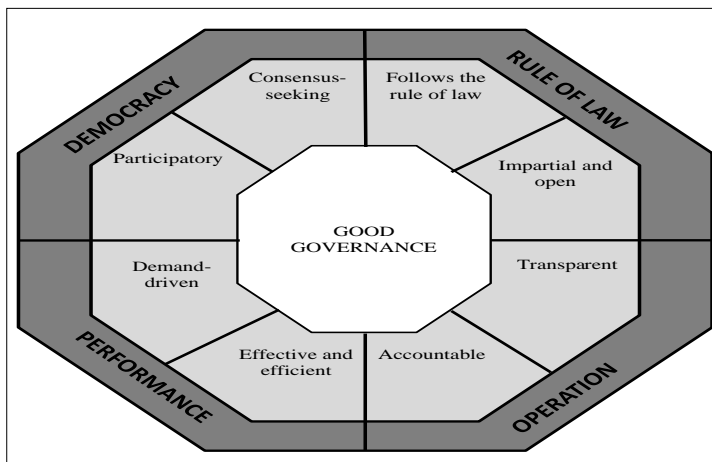 DEMOCRACY
RULE OF LAW
Consensus-
seeking
Follows the
rule of law
Participatory
Impartial and
open
GOOD
GOVERNANCE
Demand-
driven
Transparent
Effective and
efficient
Accountable
PERFORMANCE
OPERATION